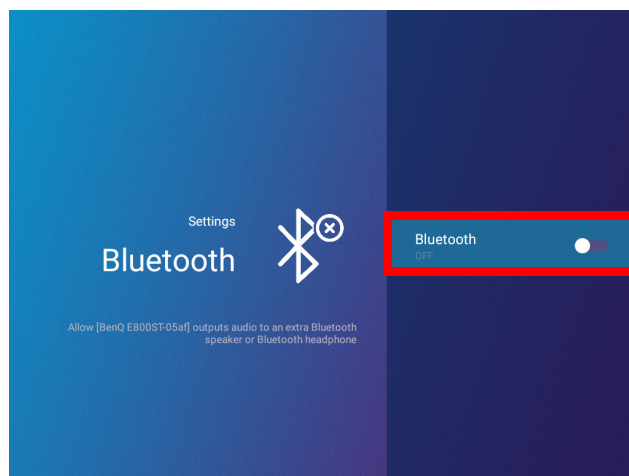 Settings
Bluetooth
Allow [BenQ E800ST-05af] outputs audio to an extra Bluetooth
speaker or Bluetooth headphone
Bluetooth
OFF